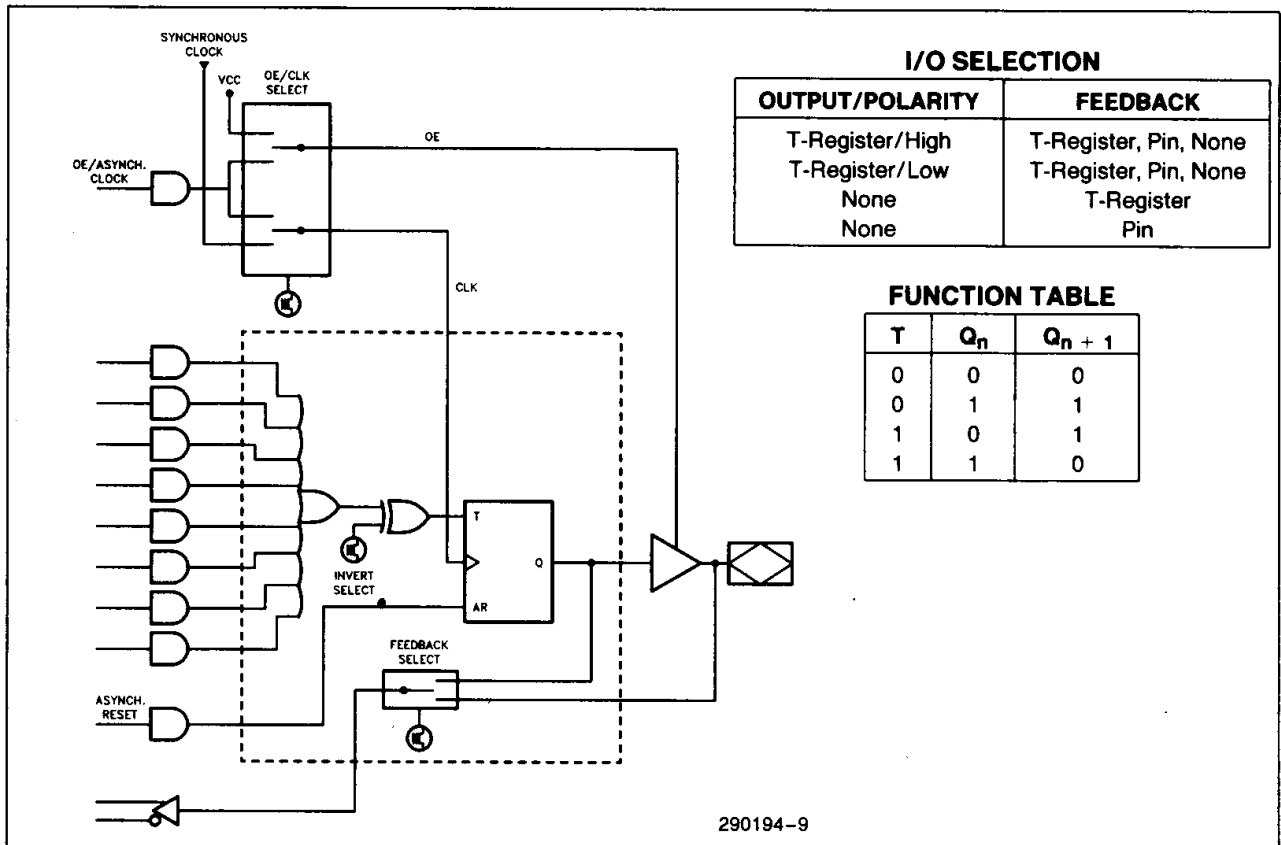 SYNCHRONOUS
CLOCK
VCC
OE/CLK
SELECT
OE
OE/ASYNCH.
CLOCK
CLK
T
Q
AR
INVERT
SELECT
FEEDBACK
SELECT
ASYNCH.
RESET
I/O SELECTION
OUTPUT/POLARITY FEEDBACK
T-Register/High T-Register, Pin, None
T-Register/Low T-Register, Pin, None
None T-Register
None Pin
FUNCTION TABLE
T Qn Qn + 1
0 0 0
0 1 1
1 0 1
1 1 0
290194-9